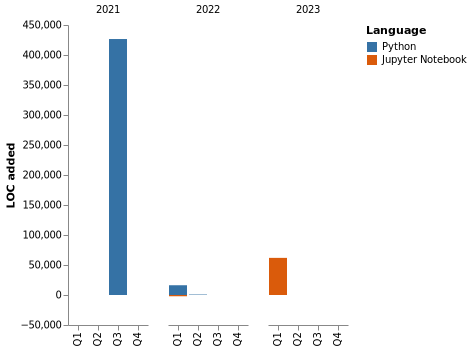 2021 2022 2023
Language
Python
Jupyter Notebook
450,000
400,000
350,000
300,000
250,000
200,000
150,000
100,000
50,000
0
−50,000
LOC added
Q1 Q2 Q3 Q4 Q1 Q2 Q3 Q4 Q1 Q2 Q3 Q4